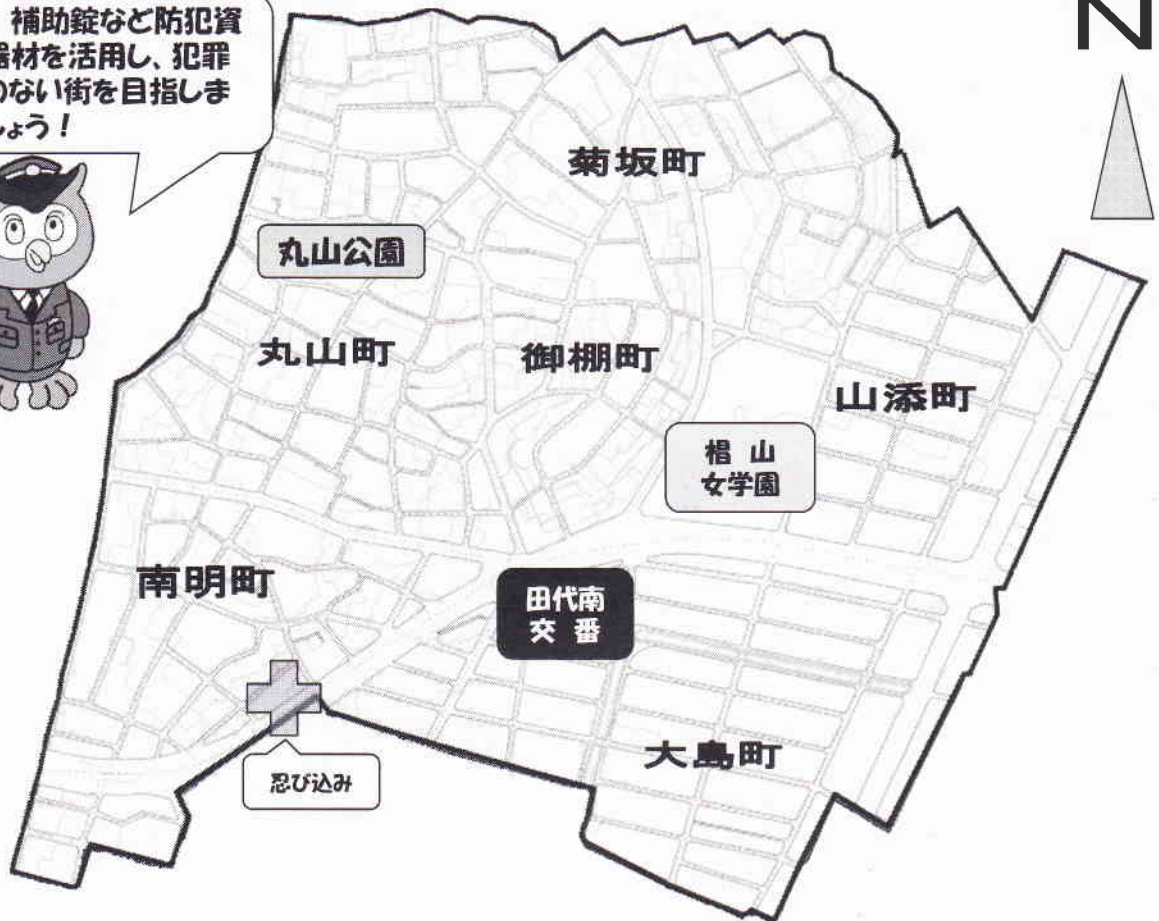 補助錠など防犯資
器材を活用し、犯罪
のない街を目指しま
しょう！
N
菊坂町
丸山公園
丸山町
御棚町
山添町
椙山
女学園
南明町
田代南
交番
大島町
忍び込み